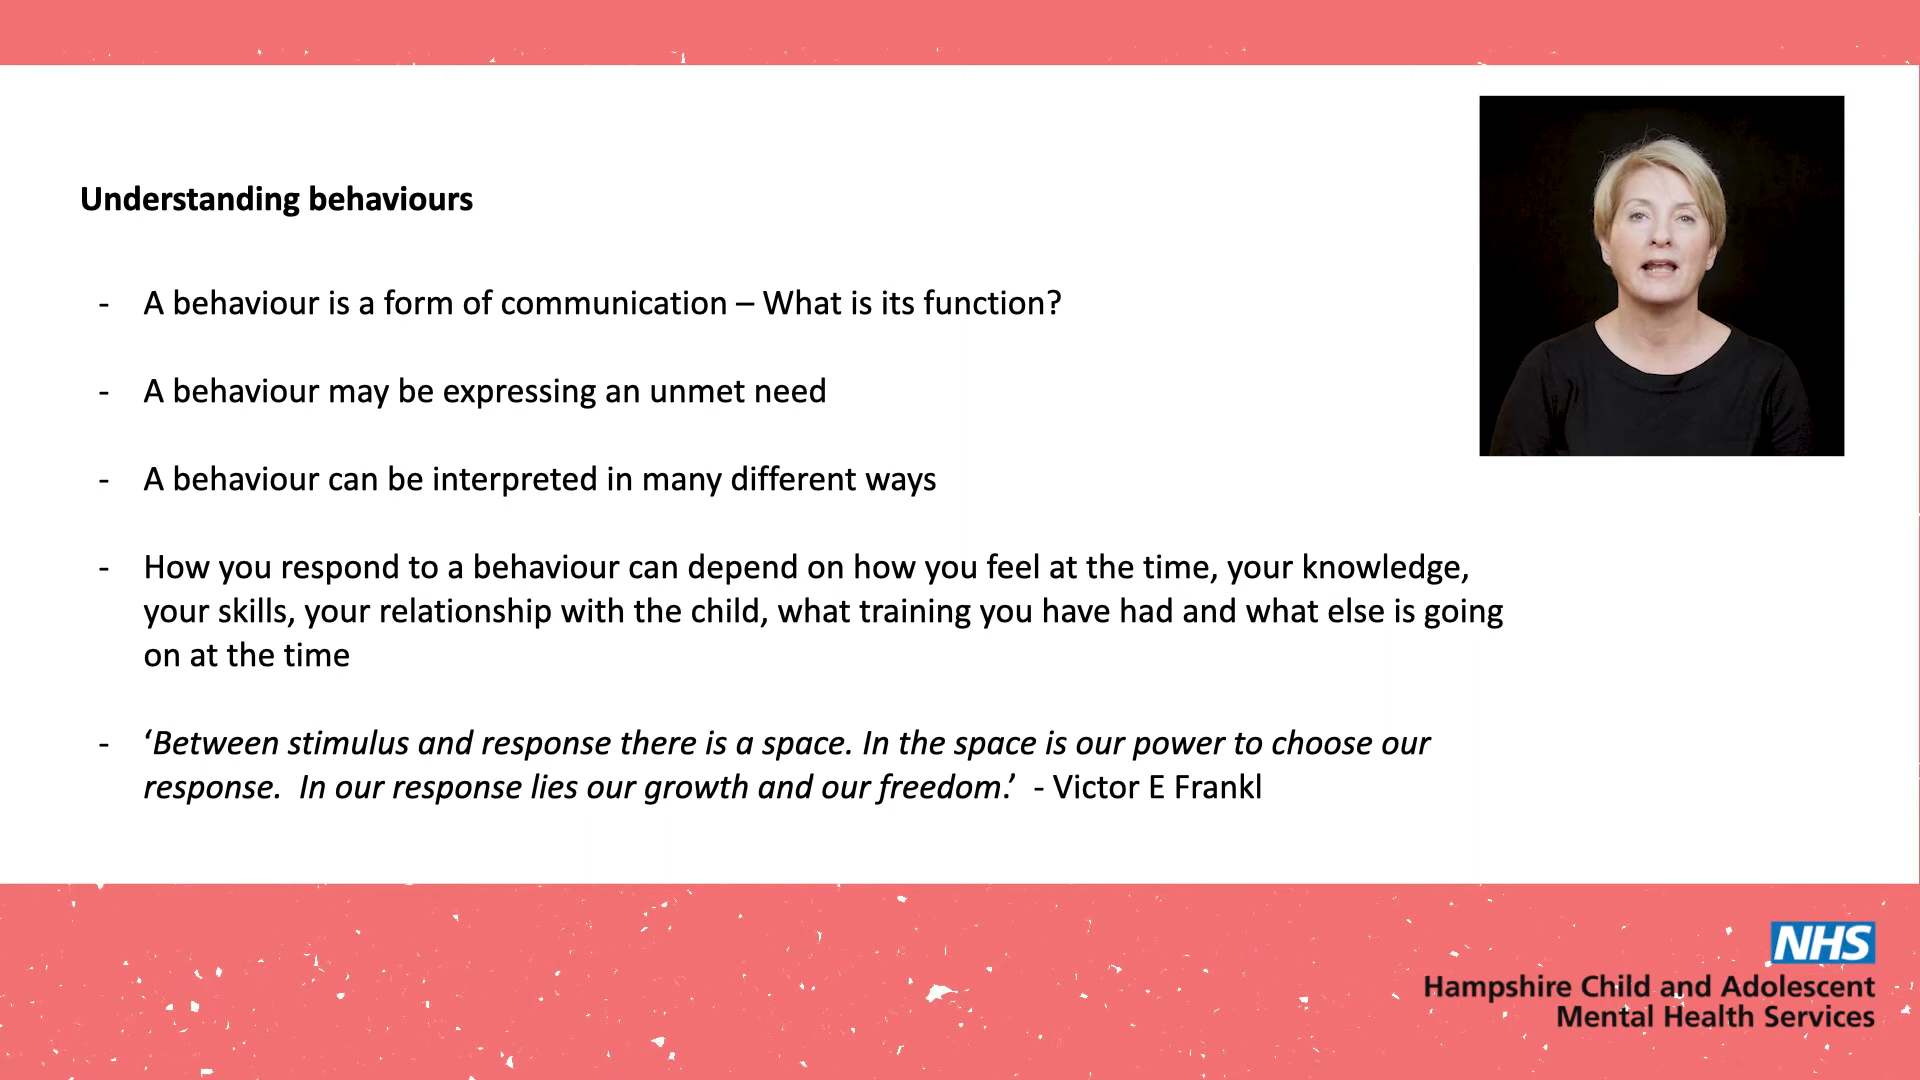 Understanding behaviours
- A behaviour is a form of communication – What is its function?
- A behaviour may be expressing an unmet need
- A behaviour can be interpreted in many different ways
- How you respond to a behaviour can depend on how you feel at the time, your knowledge,
your skills, your relationship with the child, what training you have had and what else is going
on at the time
- ‘Between stimulus and response there is a space. In the space is our power to choose our
response.  In our response lies our growth and our freedom.’  - Victor E Frankl
NHS
Hampshire Child and Adolescent
Mental Health Services